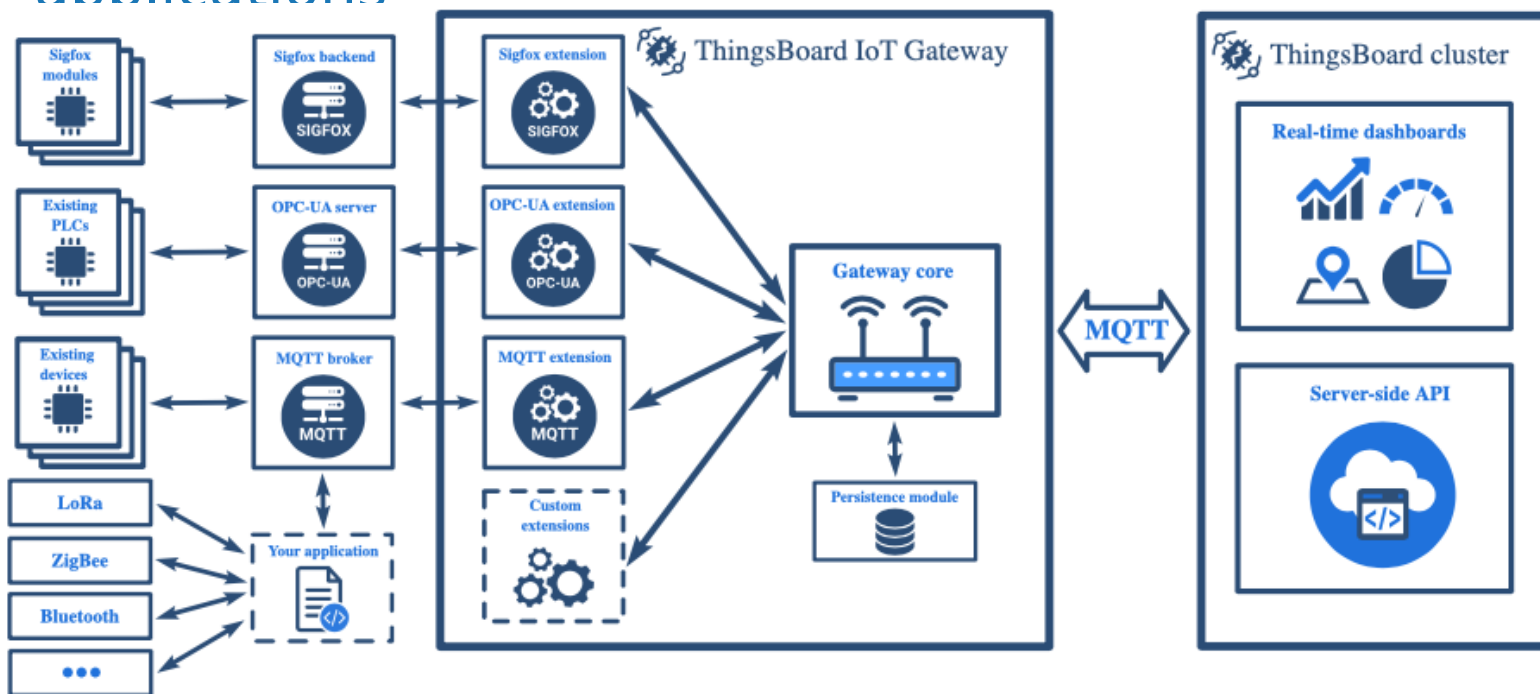 applications
Sigfox
modules
Sigfox backend
SIGFOX
Sigfox extension
SIGFOX
ThingsBoard IoT Gateway
ThingsBoard cluster
Existing
PLCs
OPC-UA server
OPC-UA
OPC-UA extension
OPC-UA
Existing
devices
MQTT broker
MQTT
MQTT extension
MQTT
LoRa
ZigBee
Bluetooth
•••
Your application
</>
Custom
extensions
Gateway core
Persistence module
MQTT
Real-time dashboards
Server-side API
</>